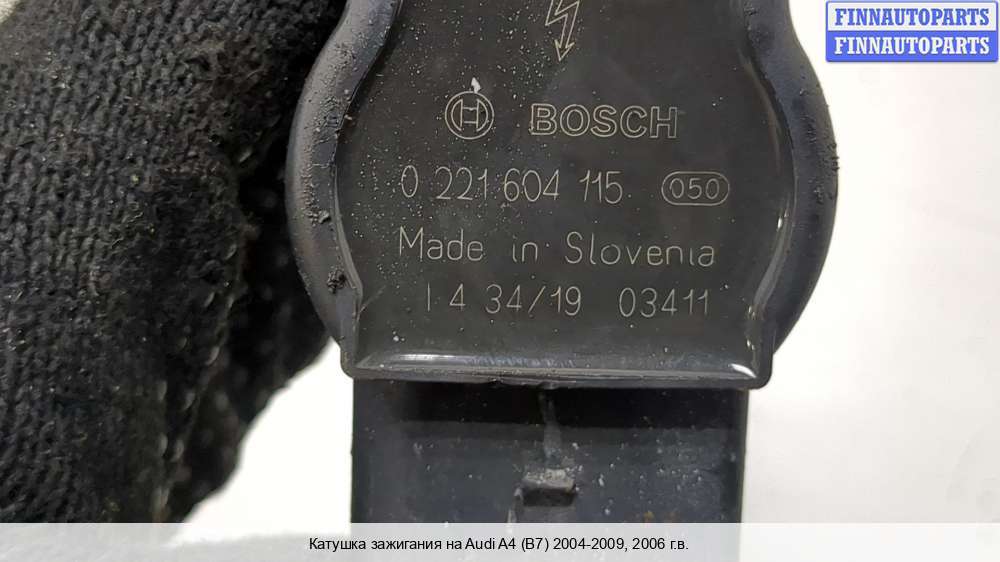 FINNAUTOPARTS
FINNAUTOPARTS
BOSCH
0 221 604 115 050
Made in Slovenia
I 4 34/19 03411
Катушка зажигания на Audi A4 (B7) 2004-2009, 2006 г.в.